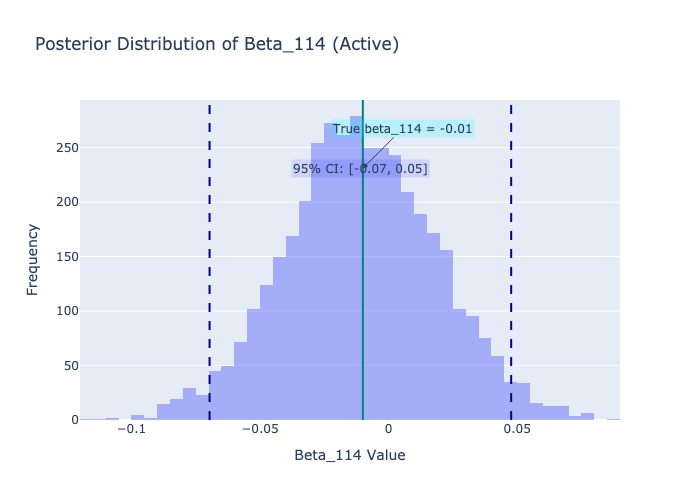 Posterior Distribution of Beta_114 (Active)
True beta_114 = -0.01
95% CI: [-0.07, 0.05]
250
200
150
100
50
0
Frequency
−0.1
−0.05
0
0.05
Beta_114 Value